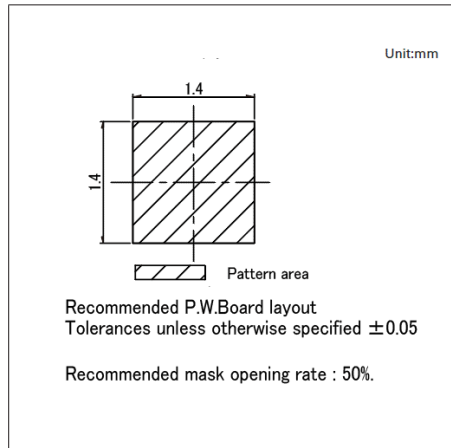 Unit:mm
1.4
1.4
Pattern area
Recommended P.W.Board layout
Tolerances unless otherwise specified ±0.05
Recommended mask opening rate : 50%.